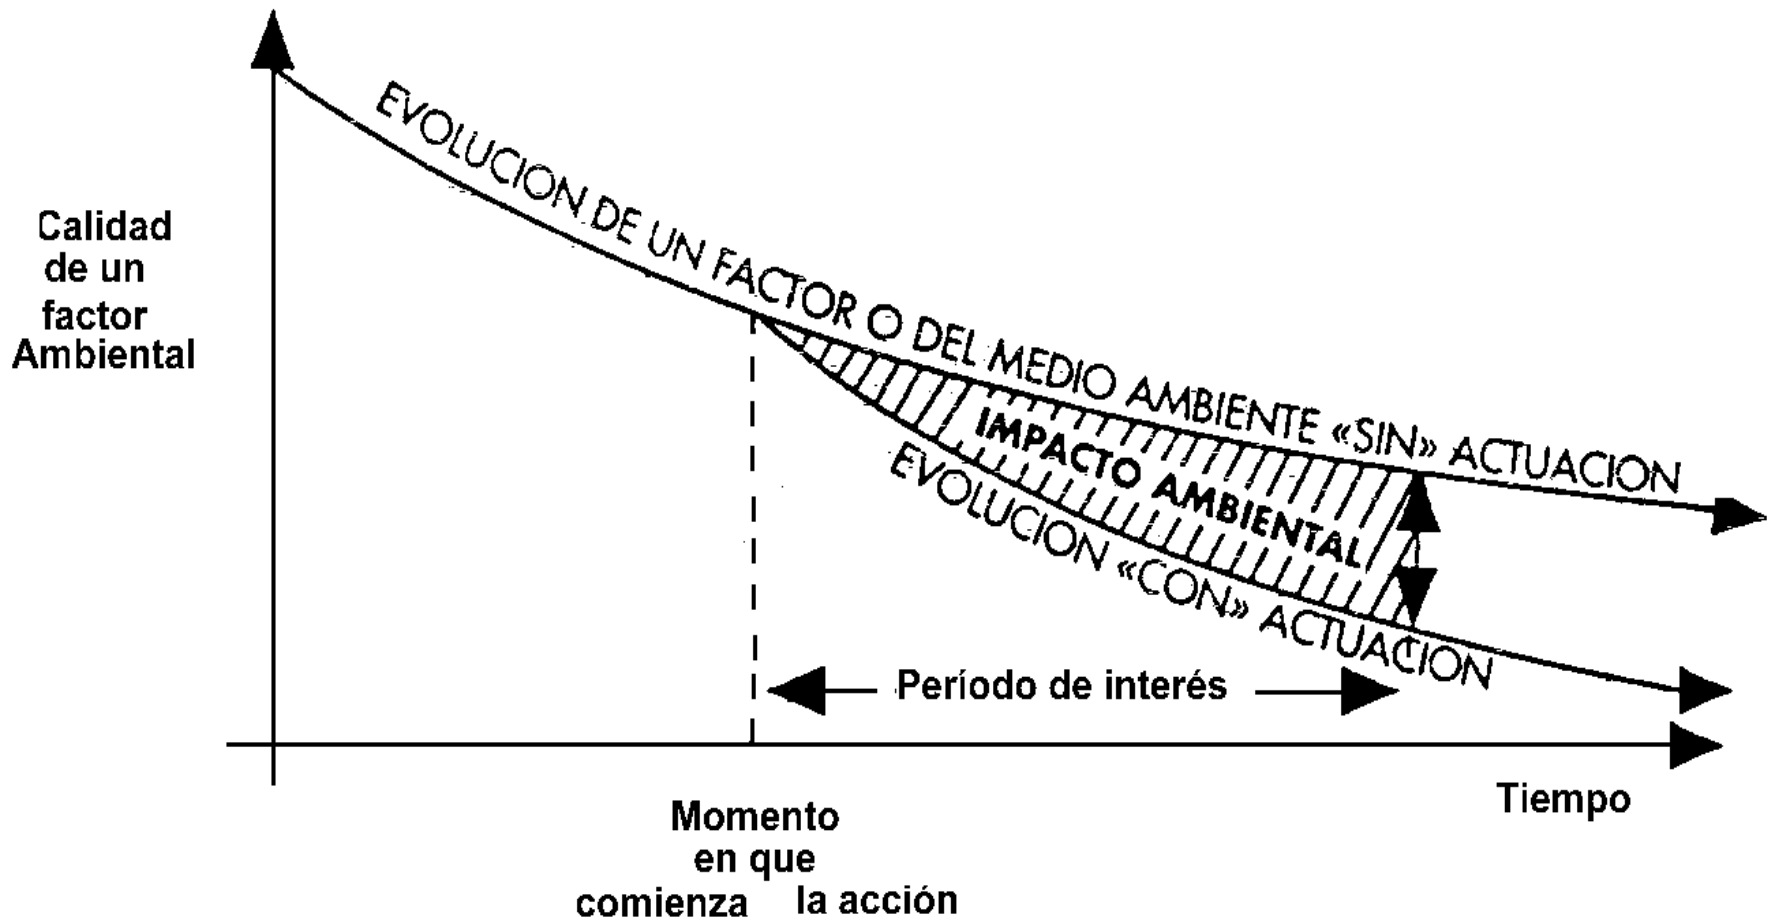 Calidad
de un
factor
Ambiental
EVOLUCION DE UN FACTOR O DEL MEDIO AMBIENTE «SIN» ACTUACION
IMPACTO AMBIENTAL
EVOLUCION «CON» ACTUACION
Período de interés
Tiempo
Momento
en que
comienza la acción